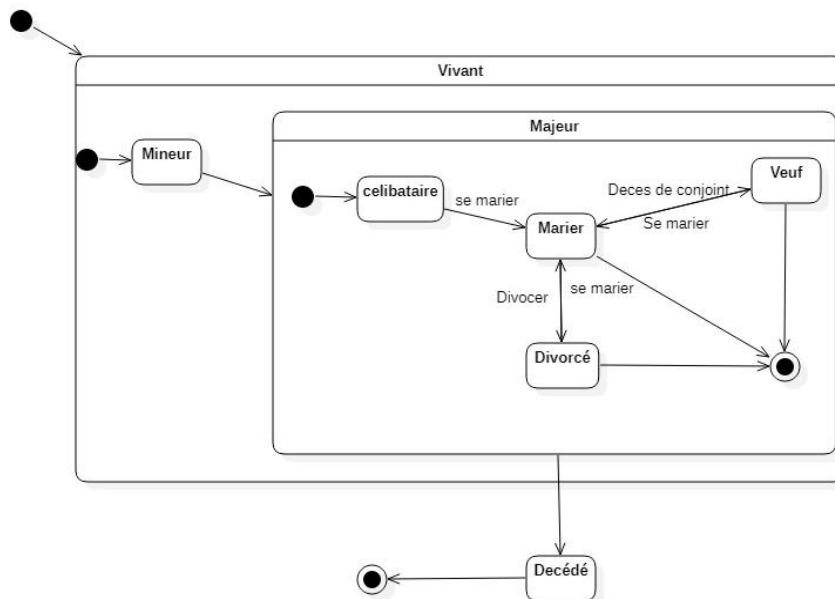 Vivant
Majeur
Mineur
celibataire
se marier
Marier
Deces de conjoint
Se marier
Veuf
Divocer
se marier
Divorcé
Decédé